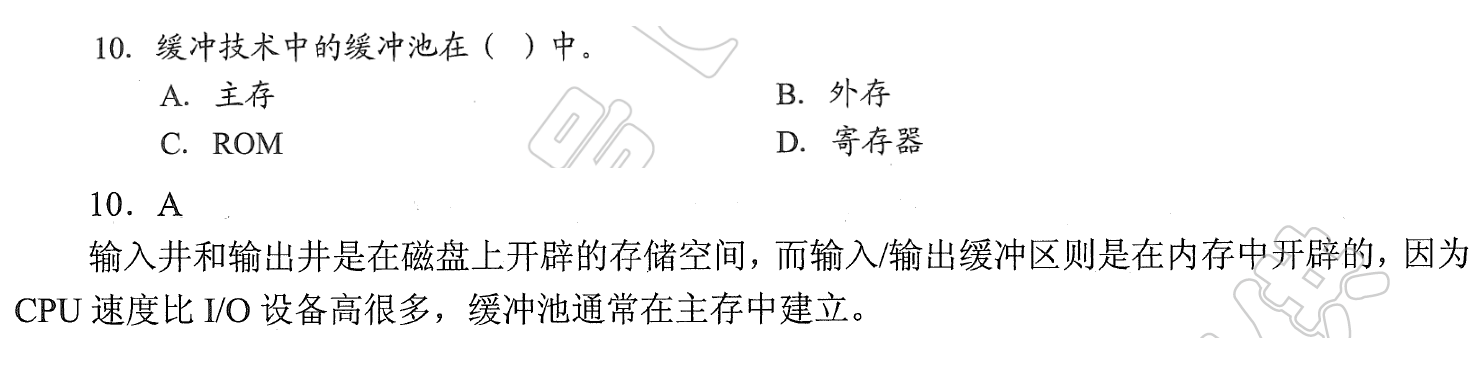 10. 缓冲技术中的缓冲池在（ ）中。
A. 主存 B. 外存
C. ROM D. 寄存器
10．A
输入井和输出井是在磁盘上开辟的存储空间，而输入/输出缓冲区则是在内存中开辟的，因为
CPU 速度比 I/O 设备高很多，缓冲池通常在主存中建立。